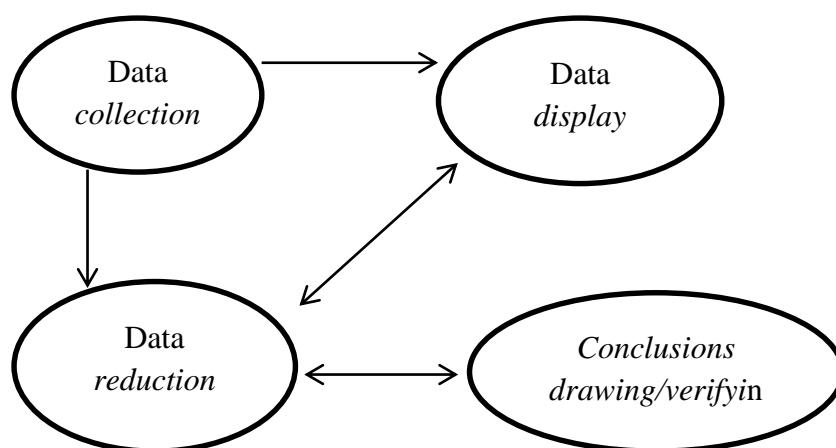 Data
collection
Data
display
Data
reduction
Conclusions
drawing/verifyin